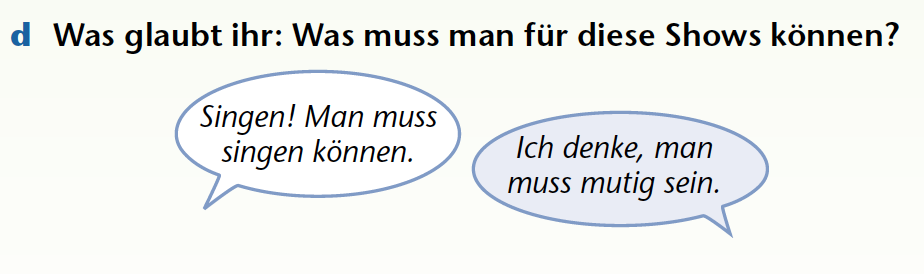 d Was glaubt ihr: Was muss man für diese Shows können?
Singen! Man muss
singen können.
Ich denke, man
muss mutig sein.